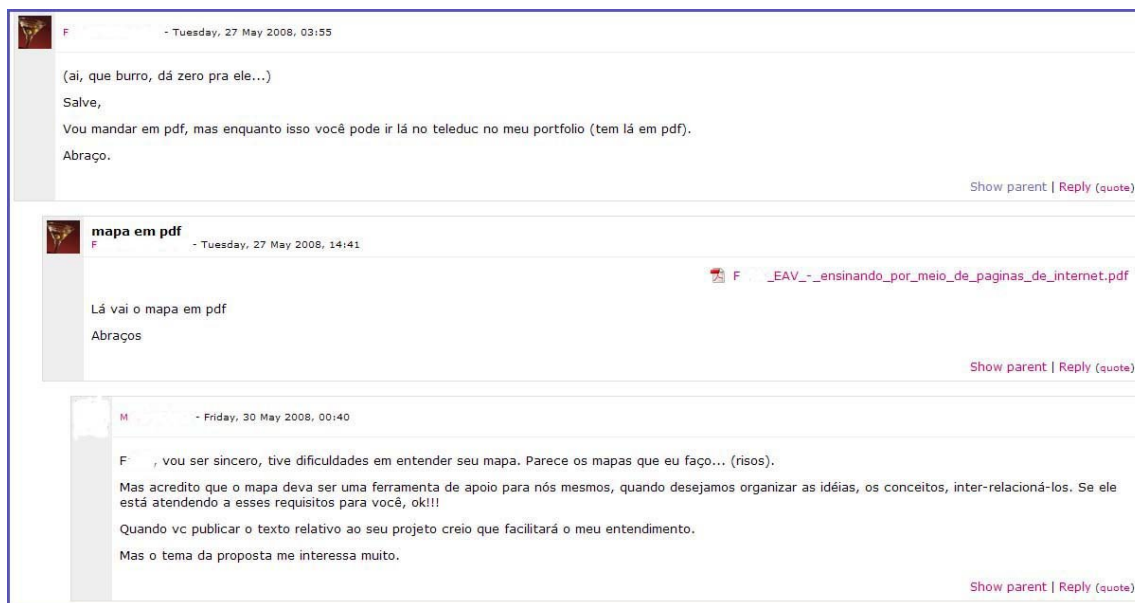 F - Tuesday, 27 May 2008, 03:55
(ai, que burro, dá zero pra ele...)
Salve,
Vou mandar em pdf, mas enquanto isso você pode ir lá no teleduc no meu portfolio (tem lá em pdf).
Abraço.
Show parent | Reply (quote)
mapa em pdf
F - Tuesday, 27 May 2008, 14:41
F _EAV_-_ensinando_por_meio_de_paginas_de_internet.pdf
Lá vai o mapa em pdf
Abraços
Show parent | Reply (quote)
M - Friday, 30 May 2008, 00:40
F , vou ser sincero, tive dificuldades em entender seu mapa. Parece os mapas que eu faço... (risos).
Mas acredito que o mapa deva ser uma ferramenta de apoio para nós mesmos, quando desejamos organizar as idéias, os conceitos, inter-relacioná-los. Se ele
está atendendo a esses requisitos para você, ok!!!
Quando vc publicar o texto relativo ao seu projeto creio que facilitará o meu entendimento.
Mas o tema da proposta me interessa muito.
Show parent | Reply (quote)